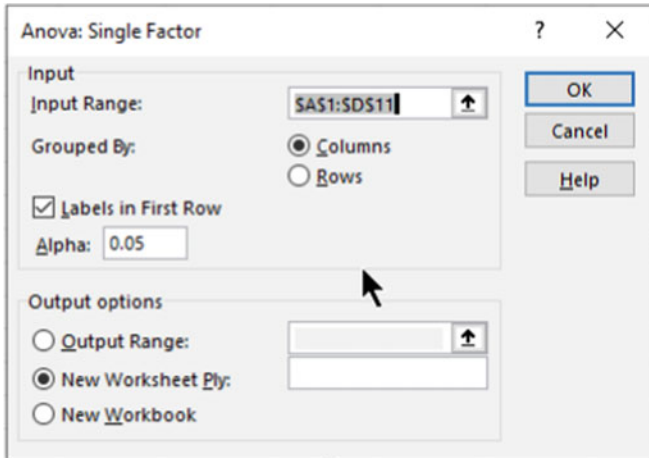 Anova: Single Factor ?
Input
Input Range: $A$1:$D$11
Grouped By: Columns
Rows
Labels in First Row
Alpha: 0.05
OK
Cancel
Help
Output options
Output Range:
New Worksheet Ply:
New Workbook